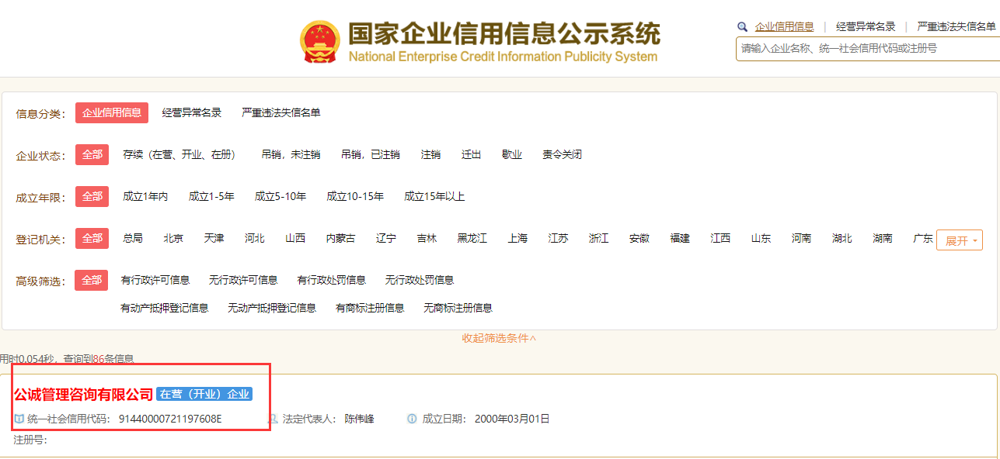 国家企业信用信息公示系统
National Enterprise Credit Information Publicity System
企业信用信息 | 经营异常名录 | 严重违法失信名单
请输入企业名称、统一社会信用代码或注册号
信息分类： 企业信用信息 经营异常名录 严重违法失信名单
企业状态： 全部 存续（在营、开业、在册） 吊销，未注销 吊销，已注销 注销 迁出 歇业 责令关闭
成立年限： 全部 成立1年内 成立1-5年 成立5-10年 成立10-15年 成立15年以上
登记机关： 全部 总局 北京 天津 河北 山西 内蒙古 辽宁 吉林 黑龙江 上海 江苏 浙江 安徽 福建 江西 山东 河南 湖北 湖南 广东 展开
高级筛选： 全部 有行政许可信息 无行政许可信息 有行政处罚信息 无行政处罚信息
有动产抵押登记信息 无动产抵押登记信息 有商标注册信息 无商标注册信息
收起筛选条件
用时0.054秒，查询到86条信息
公诚管理咨询有限公司 在营（开业）企业
统一社会信用代码： 91440000721197608E 法定代表人： 陈伟峰 成立日期： 2000年03月01日
注册号：